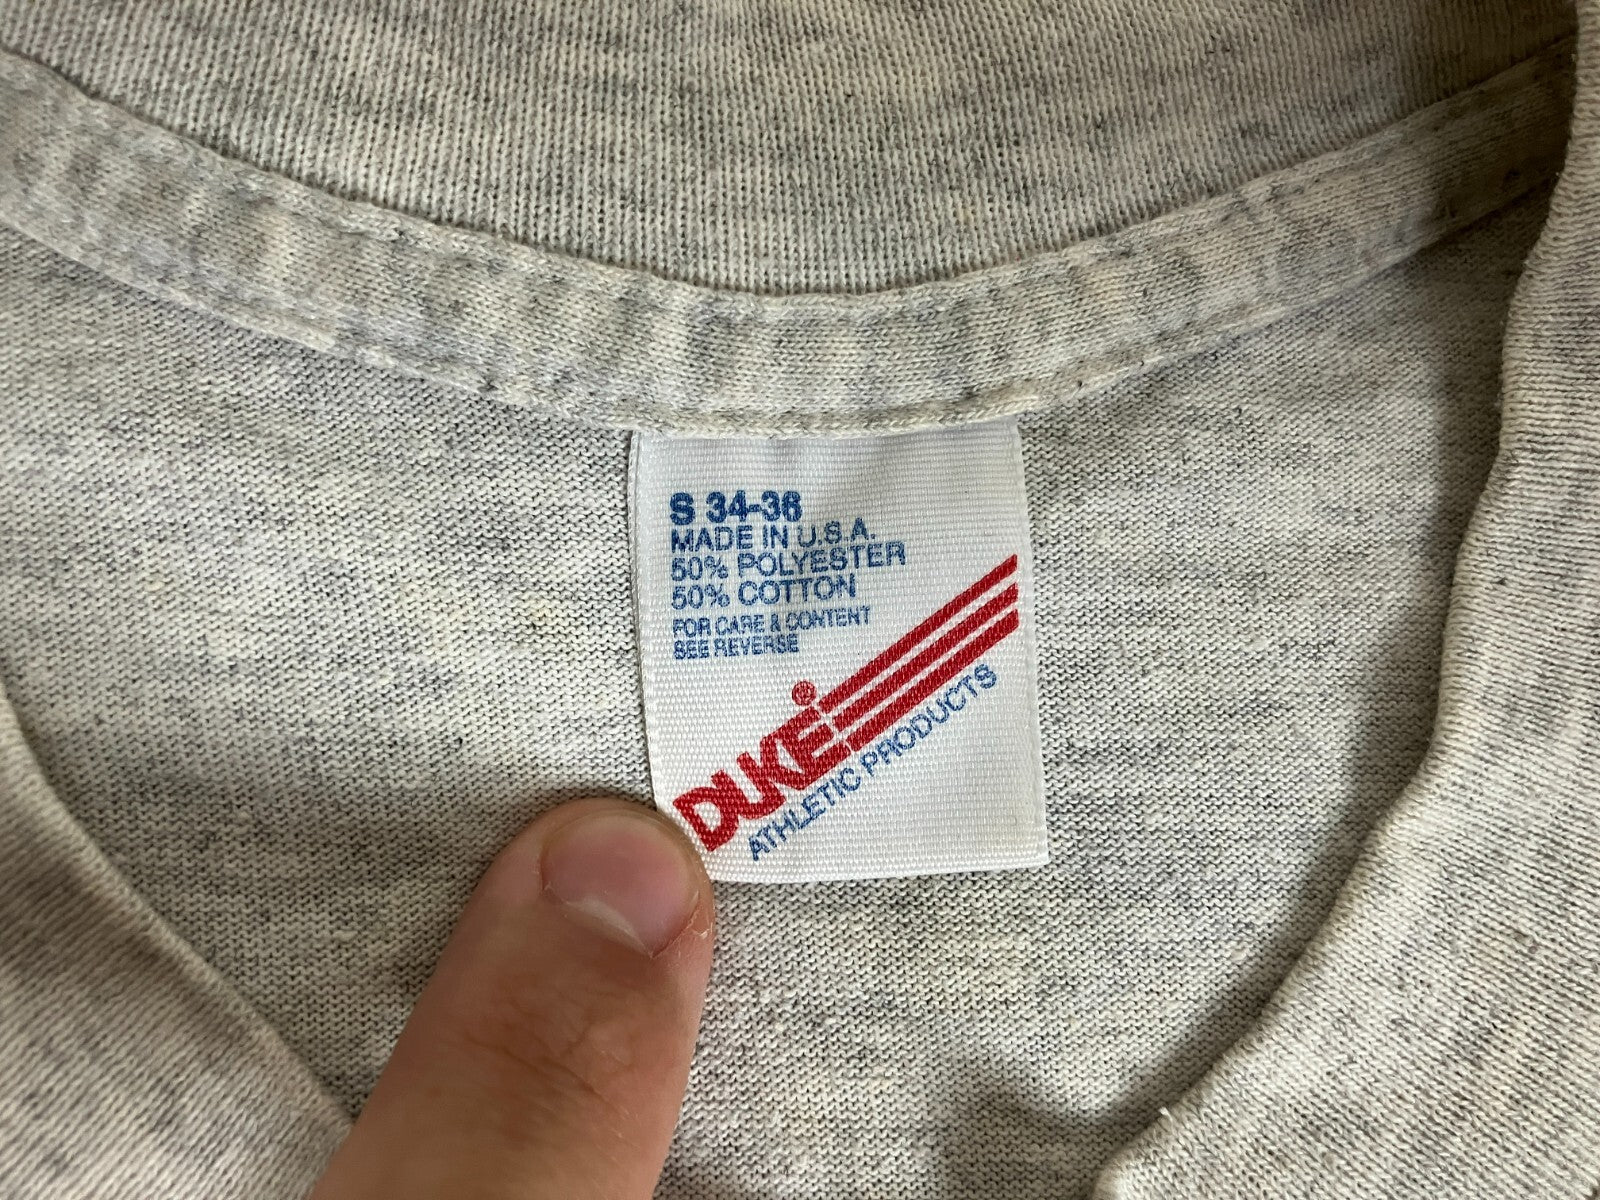 S 34-36
MADE IN U.S.A.
50% POLYESTER
50% COTTON
FOR CARE & CONTENT
SEE REVERSE
DUKE®
ATHLETIC PRODUCTS